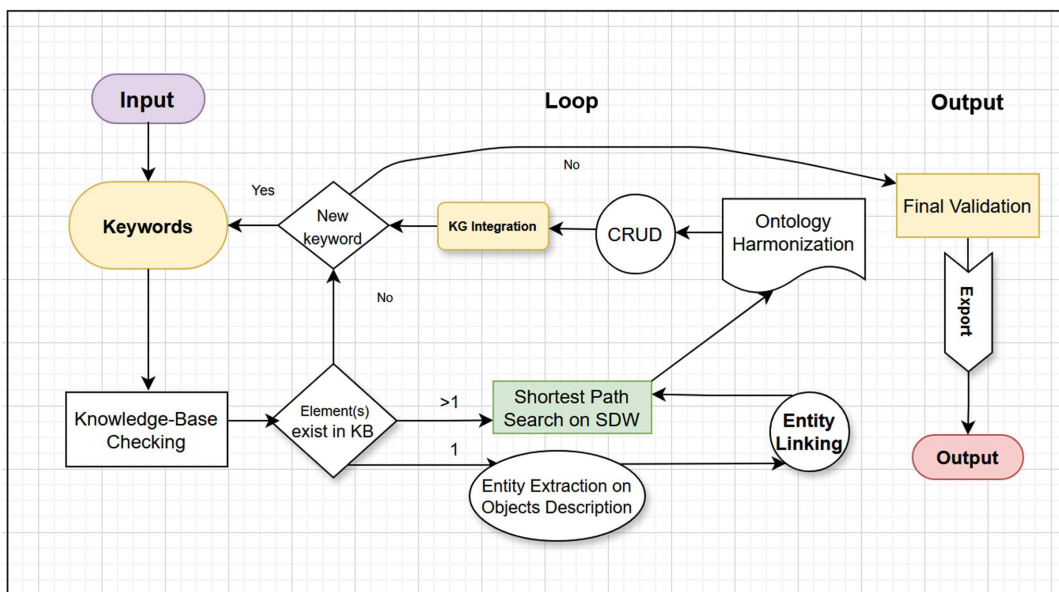 Input
Loop
Output
Keywords
Yes
New
keyword
No
KG Integration
CRUD
Ontology
Harmonization
Final Validation
Export
No
Knowledge-Base
Checking
Element(s)
exist in KB
>1
1
Shortest Path
Search on SDW
Entity Extraction on
Objects Description
Entity
Linking
Output